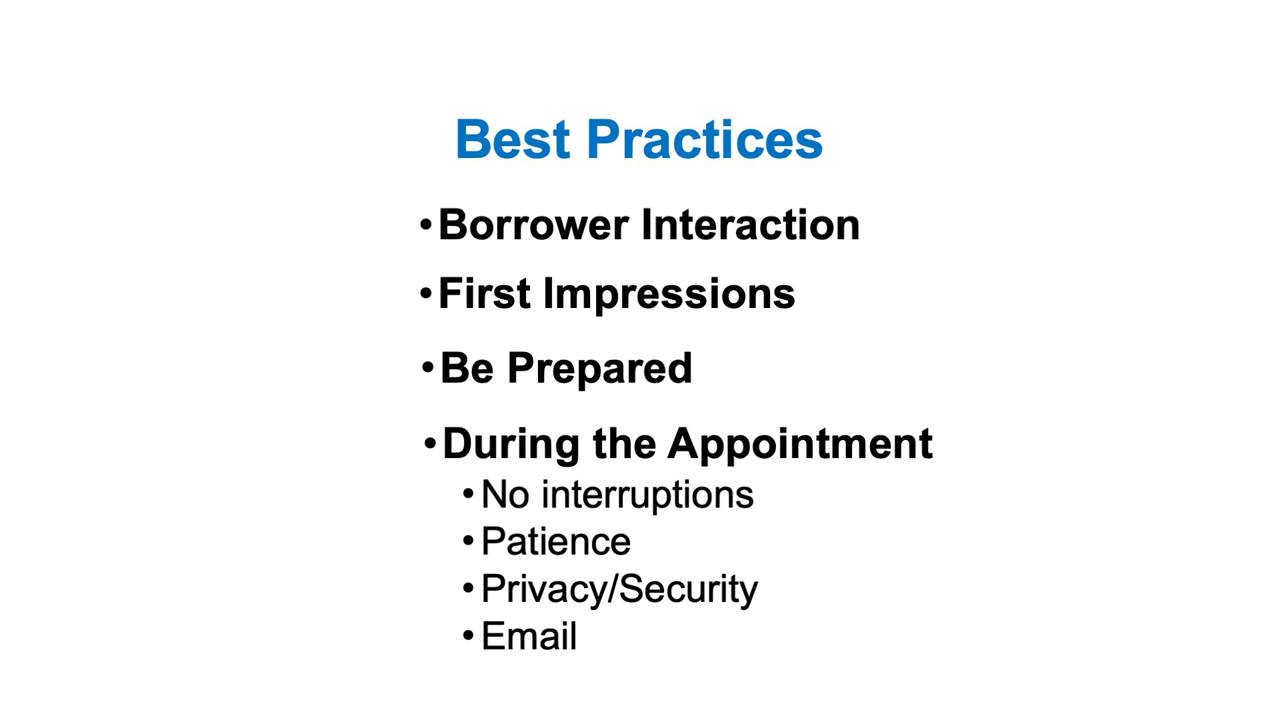 Best Practices
•Borrower Interaction
•First Impressions
•Be Prepared
•During the Appointment
•No interruptions
•Patience
•Privacy/Security
•Email